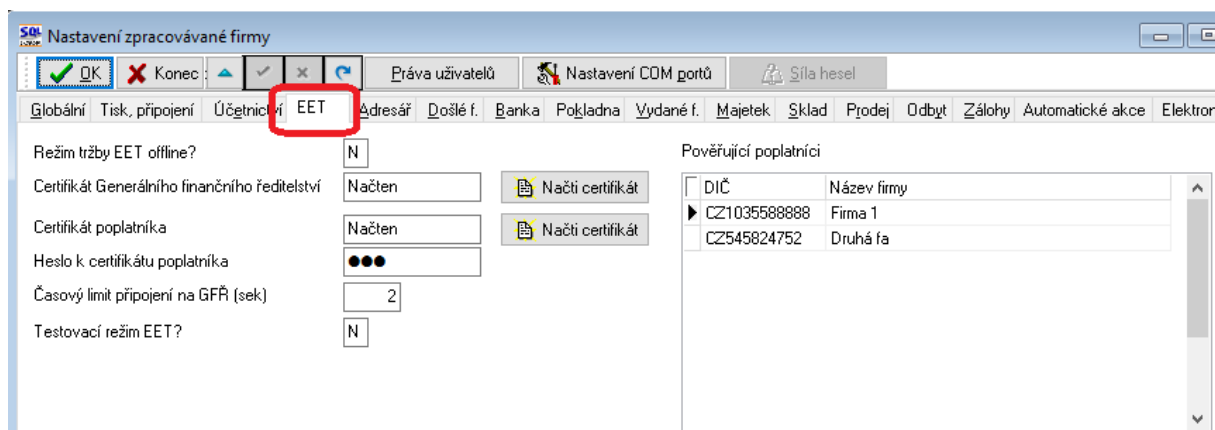 SQL Nastavení zpracovávané firmy
OK Konec Práva uživatelů Nastavení COM portů Síla hesel
Globální Tisk, připojení Účetnictví EET Adresář Došlé f. Banka Pokladna Vydané f. Majetek Sklad Prodej Odbyt Zálohy Automatické akce Elektron
Režim tržby EET offline? N
Pověřující poplatníci
Certifikát Generálního finančního ředitelství Načten Načti certifikát
DIČ Název firmy
CZ1035588888 Firma 1
Certifikát poplatníka Načten Načti certifikát
CZ545824752 Druhá fa
Heslo k certifikátu poplatníka ●●●
Časový limit připojení na GFŘ (sek) 2
Testovací režim EET? N